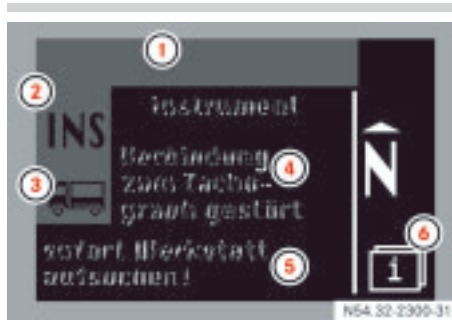 1
2
Instrument
INS
Verbindung
4
zum Tacho-
3
graph gestört
N
6
sofort Werkstatt
5
aufsuchen!
1
N54.32-2300-31